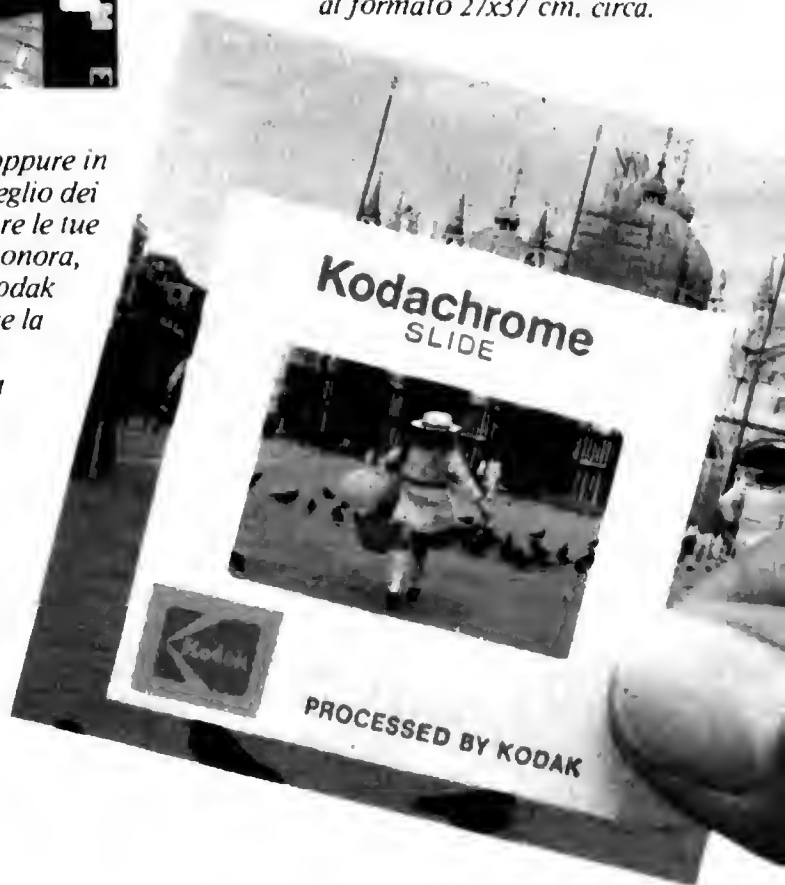 al formato 27x37 cm. circa.
oppure in
eglio dei
re le tue
onora,
odak
e la
Kodachrome
SLIDE
Kodak
PROCESSED BY KODAK